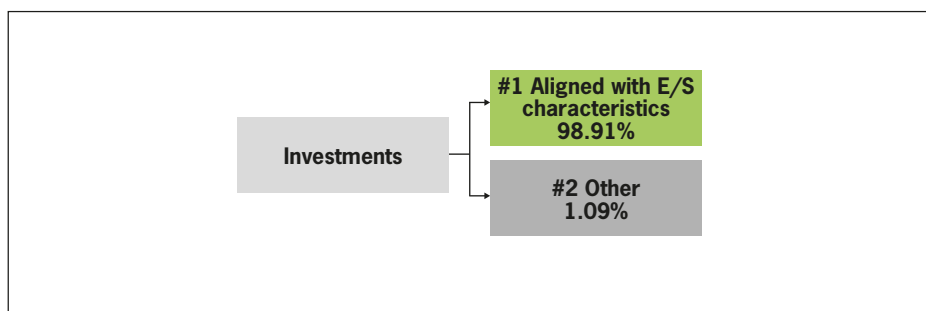 Investments
#1 Aligned with E/S
characteristics
98.91%
#2 Other
1.09%